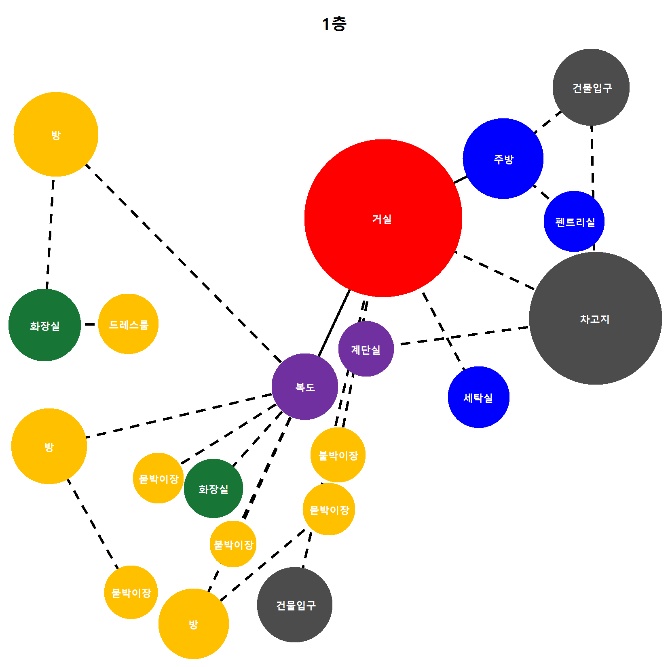 1층
건물입구
방
주방
거실
펜트리실
차고지
화장실
드레스룸
계단실
복도
세탁실
방
붙박이장
붙박이장
화장실
붙박이장
붙박이장
붙박이장
건물입구
방